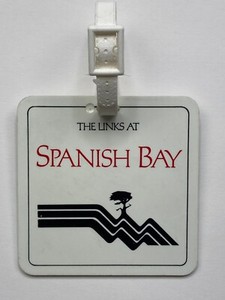 THE LINKS AT
SPANISH BAY